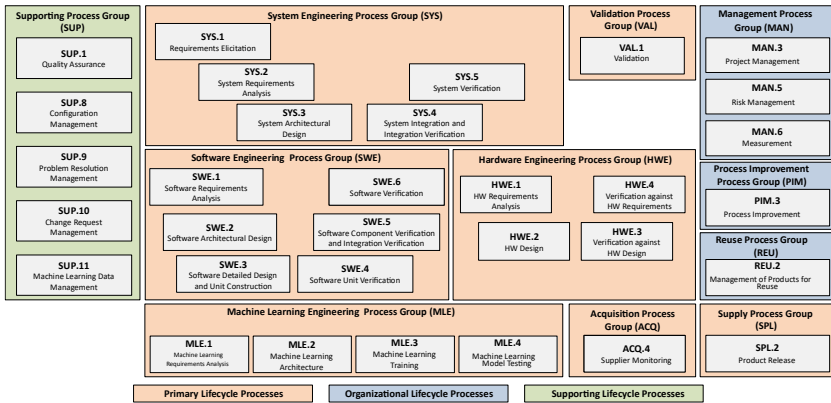 Supporting Process Group
(SUP)
SUP.1
Quality Assurance
SUP.8
Configuration
Management
SUP.9
Problem Resolution
Management
SUP.10
Change Request
Management
SUP.11
Machine Learning Data
Management
System Engineering Process Group (SYS)
SYS.1
Requirements Elicitation
SYS.2
System Requirements
Analysis
SYS.3
System Architectural
Design
SYS.5
System Verification
SYS.4
System Integration and
Integration Verification
Validation Process
Group (VAL)
VAL.1
Validation
Management Process
Group (MAN)
MAN.3
Project Management
MAN.5
Risk Management
MAN.6
Measurement
Software Engineering Process Group (SWE)
SWE.1
Software Requirements
Analysis
SWE.2
Software Architectural Design
SWE.3
Software Detailed Design
and Unit Construction
SWE.6
Software Verification
SWE.5
Software Component Verification
and Integration Verification
SWE.4
Software Unit Verification
Hardware Engineering Process Group (HWE)
HWE.1
HW Requirements
Analysis
HWE.2
HW Design
HWE.4
Verification against
HW Requirements
HWE.3
Verification against
HW Design
Process Improvement
Process Group (PIM)
PIM.3
Process Improvement
Reuse Process Group
(REU)
REU.2
Management of Products for
Reuse
Machine Learning Engineering Process Group (MLE)
MLE.1
Machine Learning
Requirements Analysis
MLE.2
Machine Learning
Architecture
MLE.3
Machine Learning
Training
MLE.4
Machine Learning
Model Testing
Acquisition Process
Group (ACQ)
ACQ.4
Supplier Monitoring
Supply Process Group
(SPL)
SPL.2
Product Release
Primary Lifecycle Processes
Organizational Lifecycle Processes
Supporting Lifecycle Processes